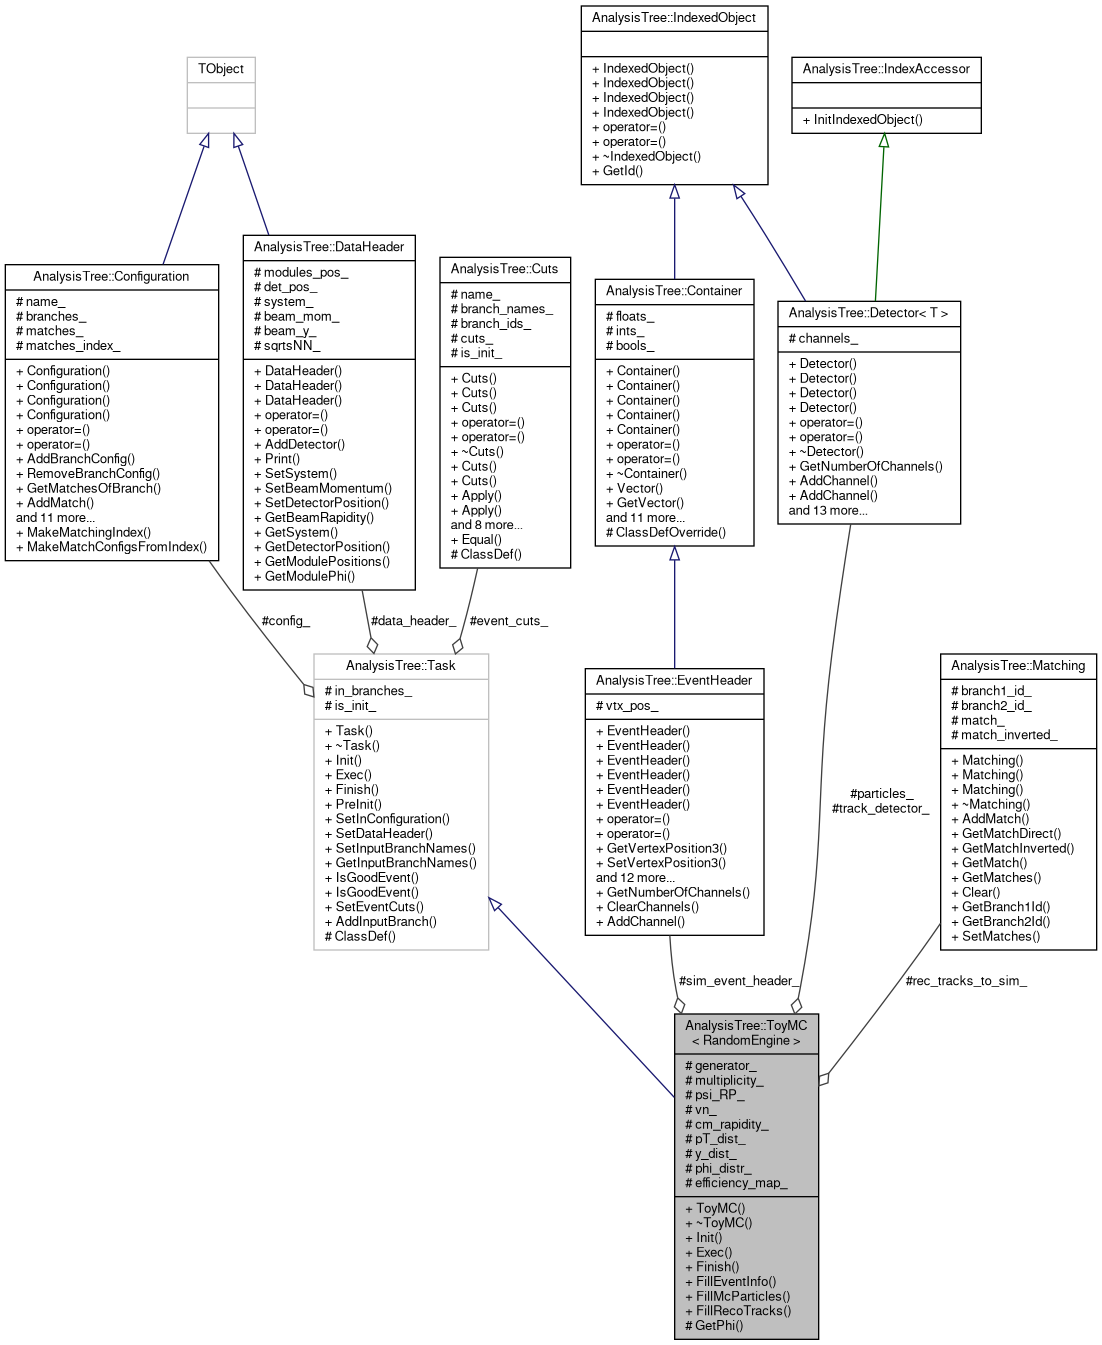 AnalysisTree::IndexedObject
+ IndexedObject()
+ IndexedObject()
+ IndexedObject()
+ IndexedObject()
+ operator=()
+ operator=()
+ ~IndexedObject()
+ GetId()
TObject
AnalysisTree::IndexAccessor
+ InitIndexedObject()
AnalysisTree::Configuration
# name_
# branches_
# matches_
# matches_index_
+ Configuration()
+ Configuration()
+ Configuration()
+ Configuration()
+ operator=()
+ operator=()
+ AddBranchConfig()
+ RemoveBranchConfig()
+ GetMatchesOfBranch()
+ AddMatch()
and 11 more...
+ MakeMatchingIndex()
+ MakeMatchConfigsFromIndex()
AnalysisTree::DataHeader
# modules_pos_
# det_pos_
# system_
# beam_mom_
# beam_y_
# sqrtsNN_
+ DataHeader()
+ DataHeader()
+ DataHeader()
+ operator=()
+ operator=()
+ AddDetector()
+ Print()
+ SetSystem()
+ SetBeamMomentum()
+ SetDetectorPosition()
+ GetBeamRapidity()
+ GetSystem()
+ GetDetectorPosition()
+ GetModulePositions()
+ GetModulePhi()
AnalysisTree::Cuts
# name_
# branch_names_
# branch_ids_
# cuts_
# is_init_
+ Cuts()
+ Cuts()
+ Cuts()
+ operator=()
+ operator=()
+ ~Cuts()
+ Cuts()
+ Cuts()
+ Apply()
+ Apply()
and 8 more...
+ Equal()
# ClassDef()
AnalysisTree::Container
# floats_
# ints_
# bools_
+ Container()
+ Container()
+ Container()
+ Container()
+ Container()
+ operator=()
+ operator=()
+ ~Container()
+ Vector()
+ GetVector()
and 11 more...
# ClassDefOverride()
AnalysisTree::Detector< T >
# channels_
+ Detector()
+ Detector()
+ Detector()
+ Detector()
+ operator=()
+ operator=()
+ ~Detector()
+ GetNumberOfChannels()
+ AddChannel()
+ AddChannel()
and 13 more...
#config_
#data_header_
#event_cuts_
AnalysisTree::Task
# in_branches_
# is_init_
+ Task()
+ ~Task()
+ Init()
+ Exec()
+ Finish()
+ PreInit()
+ SetInConfiguration()
+ SetDataHeader()
+ SetInputBranchNames()
+ GetInputBranchNames()
+ IsGoodEvent()
+ IsGoodEvent()
+ SetEventCuts()
+ AddInputBranch()
# ClassDef()
AnalysisTree::EventHeader
# vtx_pos_
+ EventHeader()
+ EventHeader()
+ EventHeader()
+ EventHeader()
+ EventHeader()
+ EventHeader()
+ operator=()
+ operator=()
+ GetVertexPosition3()
+ SetVertexPosition3()
and 12 more...
+ GetNumberOfChannels()
+ ClearChannels()
+ AddChannel()
#particles_
#track_detector_
AnalysisTree::Matching
# branch1_id_
# branch2_id_
# match_
# match_inverted_
+ Matching()
+ Matching()
+ Matching()
+ ~Matching()
+ AddMatch()
+ GetMatchDirect()
+ GetMatchInverted()
+ GetMatch()
+ GetMatches()
+ Clear()
+ GetBranch1Id()
+ GetBranch2Id()
+ SetMatches()
#sim_event_header_
#rec_tracks_to_sim_
AnalysisTree::ToyMC
< RandomEngine >
# generator_
# multiplicity_
# psi_RP_
# vn_
# cm_rapidity_
# pT_dist_
# y_dist_
# phi_distr_
# efficiency_map_
+ ToyMC()
+ ~ToyMC()
+ Init()
+ Exec()
+ Finish()
+ FillEventInfo()
+ FillMcParticles()
+ FillRecoTracks()
# GetPhi()